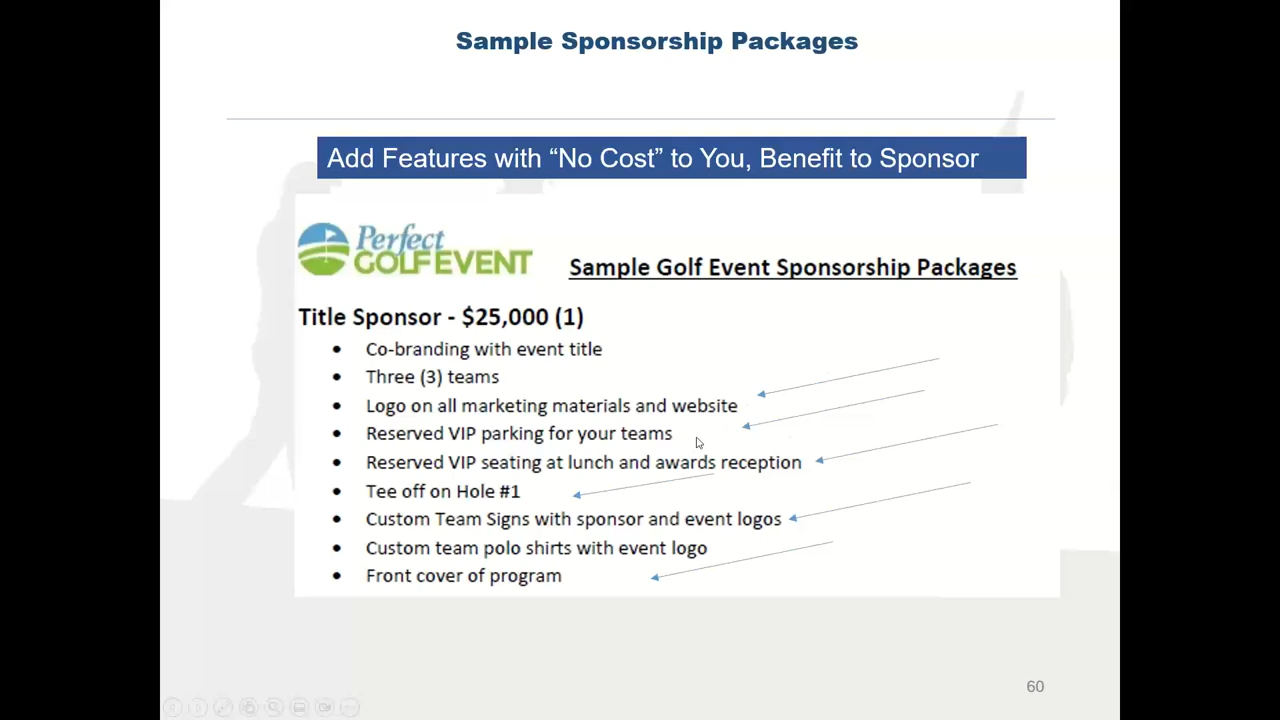 Sample Sponsorship Packages
Add Features with “No Cost” to You, Benefit to Sponsor
Perfect
GOLFEVENT
Sample Golf Event Sponsorship Packages
Title Sponsor - $25,000 (1)
• Co-branding with event title
• Three (3) teams
• Logo on all marketing materials and website
• Reserved VIP parking for your teams
• Reserved VIP seating at lunch and awards reception
• Tee off on Hole #1
• Custom Team Signs with sponsor and event logos
• Custom team polo shirts with event logo
• Front cover of program
60